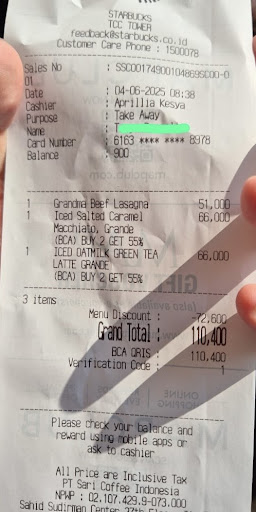 STARBUCKS
TCC TOWER
feedback@starbucks.co.id
Customer Care Phone : 1500078
Sales No : SSC00174900104869SC00-0
01
Date : 04-06-2025 08:38
Cashier : Aprillia Kesya
Purpose : Take Away
Name : T
Card Number : 6163 **** **** 8978
Balance : 900
1 Grandma Beef Lasagna 51,000
1 Iced Salted Caramel 66,000
Macchiato, Grande
(BCA) BUY 2 GET 55%
1 ICED OATMILK GREEN TEA 66,000
LATTE GRANDE
(BCA) BUY 2 GET 55%
3 items
Menu Discount : -72,600
Grand Total : 110,400
BCA QRIS : 110,400
Verification Code : 1
Please check your balance and
reward using mobile apps or
ask to cashier
All Price are Inclusive Tax
PT Sari Coffee Indonesia
NPWP : 02.107.429.9-073.000
Sahid Sudirman Center 27th Floor